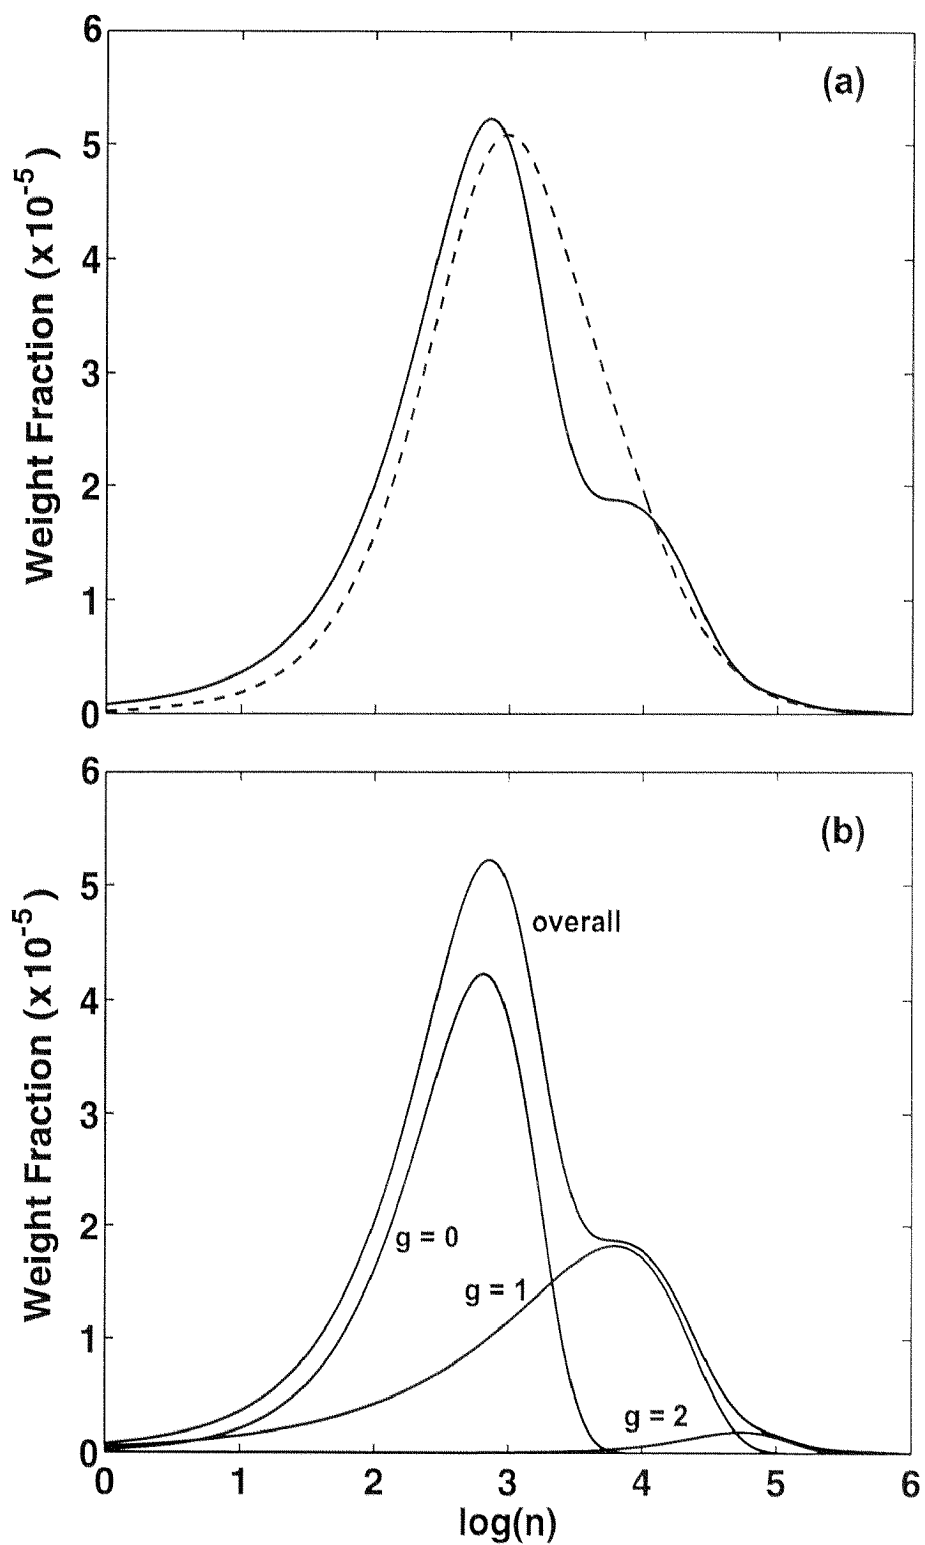 6
(a)
5
4
3
2
1
0
Weight Fraction (x10⁻⁵)
6
(b)
5
overall
4
3
2
g = 0
g = 1
1
g = 2
0
Weight Fraction (x10⁻⁵)
0 1 2 3 4 5 6
log(n)